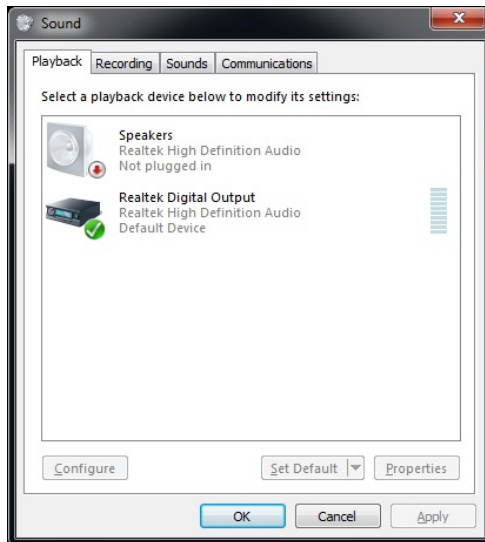 Sound
Playback Recording Sounds Communications
Select a playback device below to modify its settings:
Speakers
Realtek High Definition Audio
Not plugged in
Realtek Digital Output
Realtek High Definition Audio
Default Device
Configure Set Default Properties
OK Cancel Apply